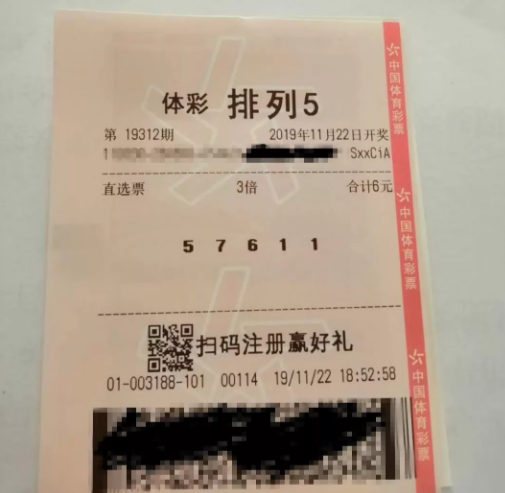 体彩 排列5
第 19312期 2019年11月22日开奖
SxxCiA
直选票 3倍 合计6元
5 7 6 1 1
扫码注册赢好礼
01-003188-101 00114 19/11/22 18:52:58
中国体育彩票
中国体育彩票
中国体育彩票